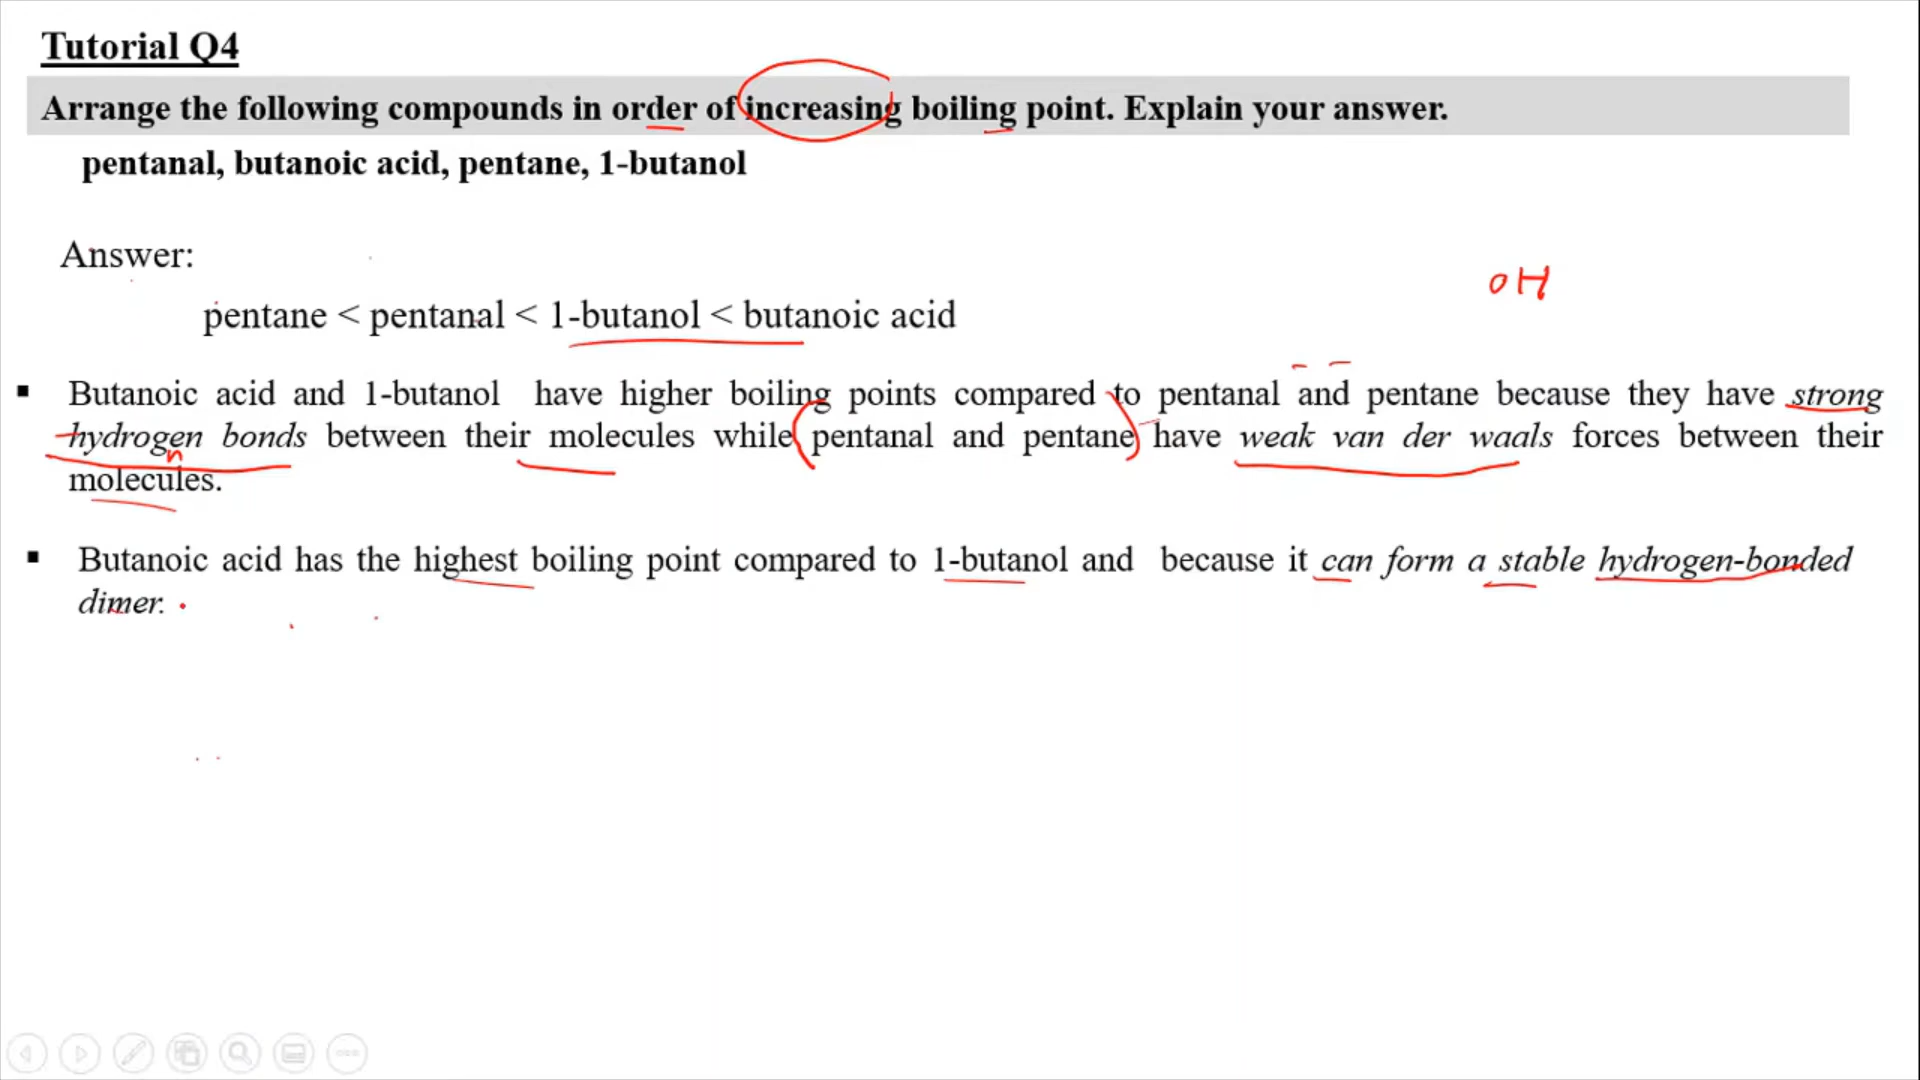 Tutorial Q4
Arrange the following compounds in order of increasing boiling point. Explain your answer.
pentanal, butanoic acid, pentane, 1-butanol
Answer:
OH
pentane < pentanal < 1-butanol < butanoic acid
▪ Butanoic acid and 1-butanol have higher boiling points compared to pentanal and pentane because they have strong
hydrogen bonds between their molecules while (pentanal and pentane) have weak van der waals forces between their
molecules.
▪ Butanoic acid has the highest boiling point compared to 1-butanol and because it can form a stable hydrogen-bonded
dimer.